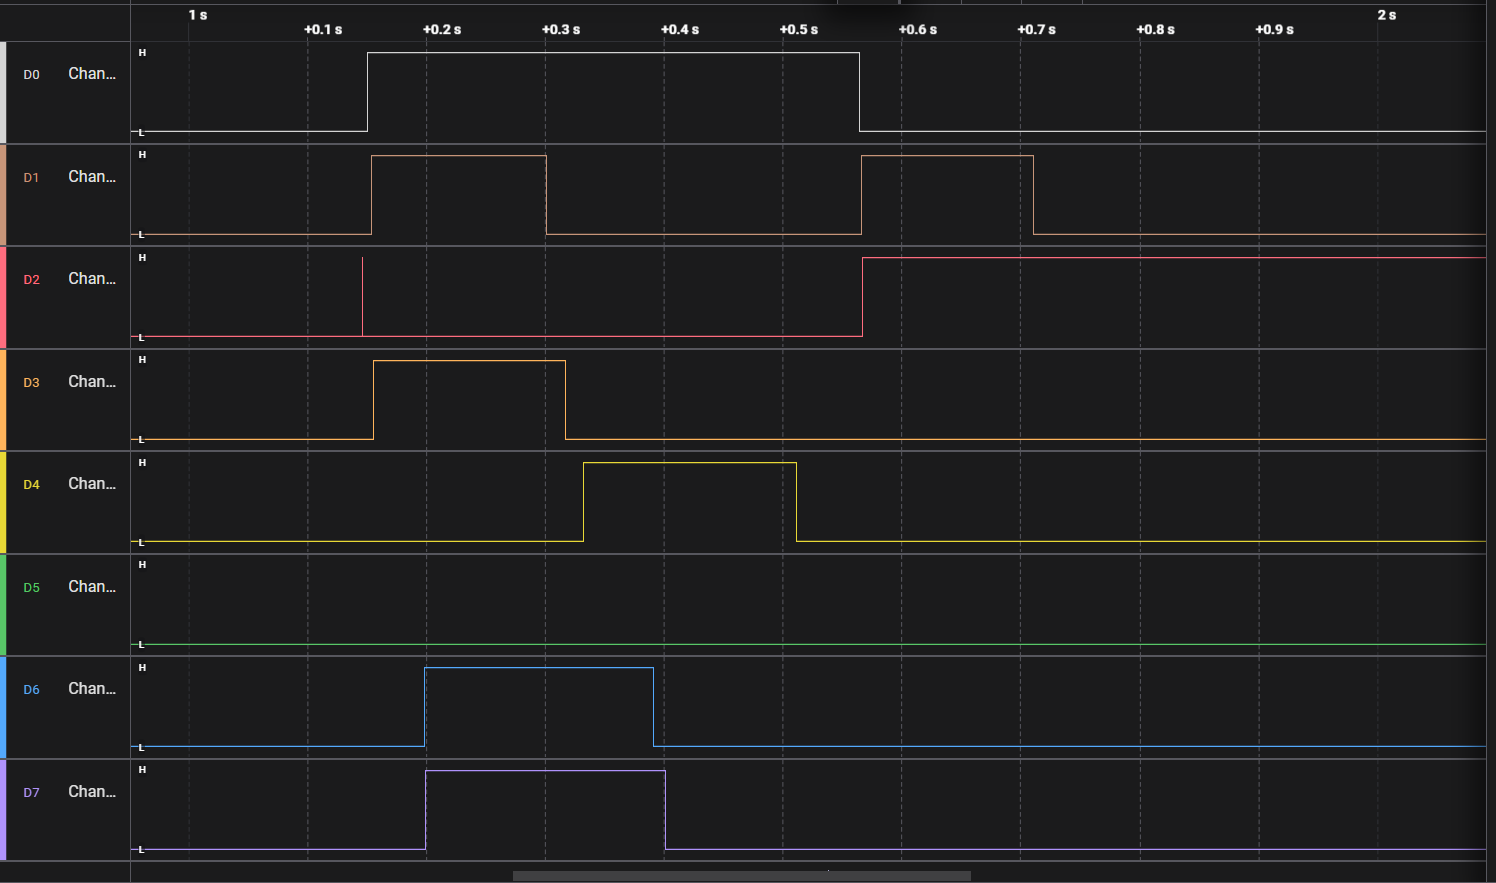 1 s 2 s
+0.1 s +0.2 s +0.3 s +0.4 s +0.5 s +0.6 s +0.7 s +0.8 s +0.9 s
H
D0 Chan...
L
H
D1 Chan...
L
H
D2 Chan...
L
H
D3 Chan...
L
H
D4 Chan...
L
H
D5 Chan...
L
H
D6 Chan...
L
H
D7 Chan...
L